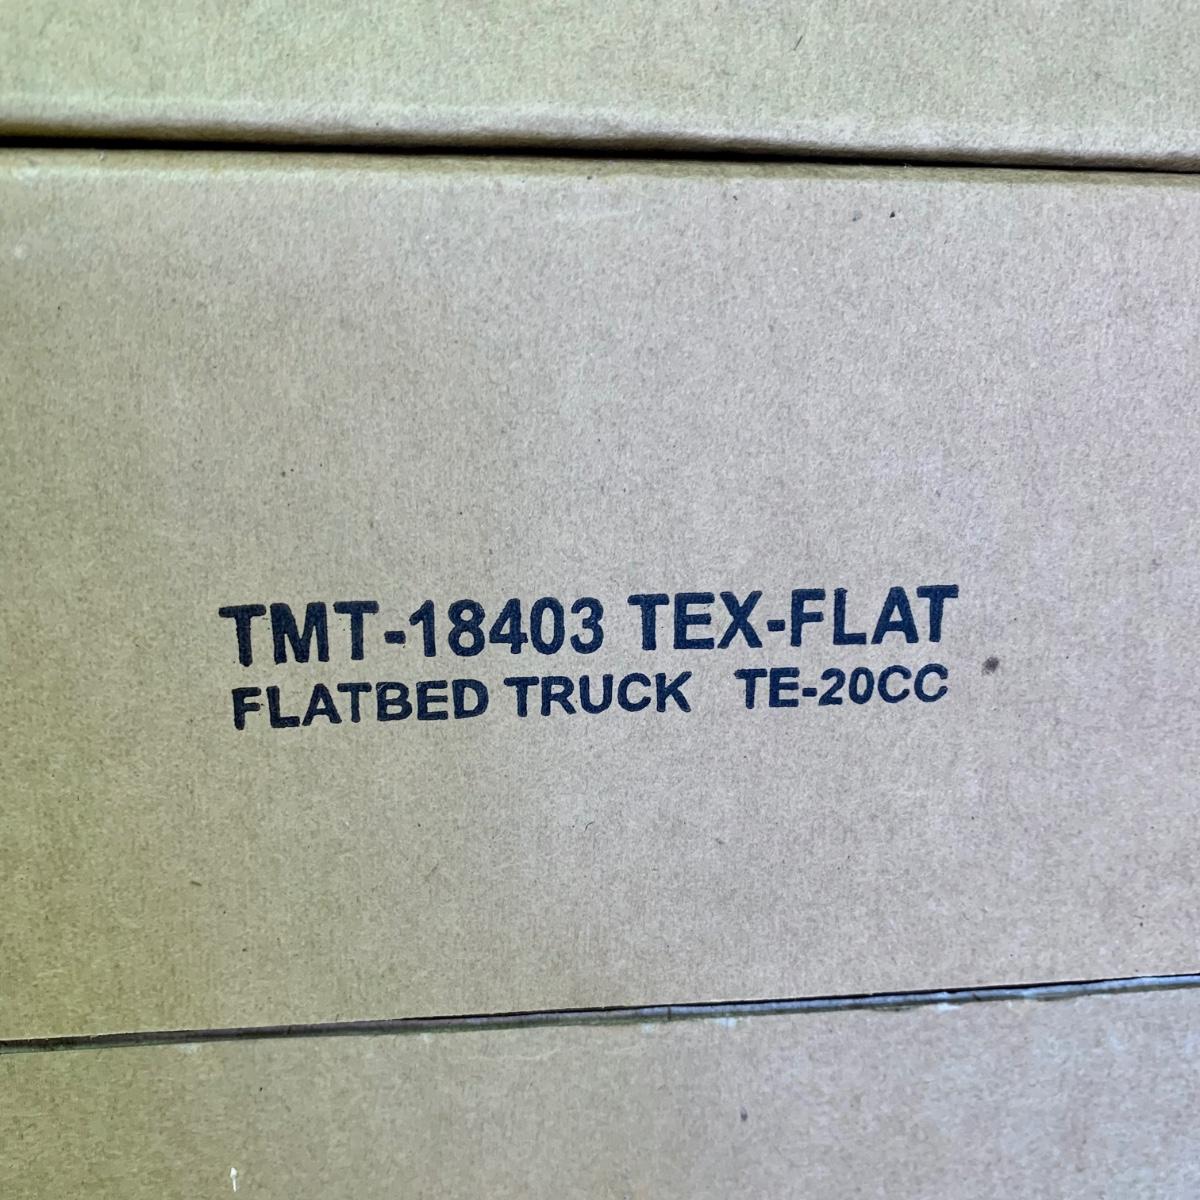 TMT-18403 TEX-FLAT
FLATBED TRUCK TE-20CC